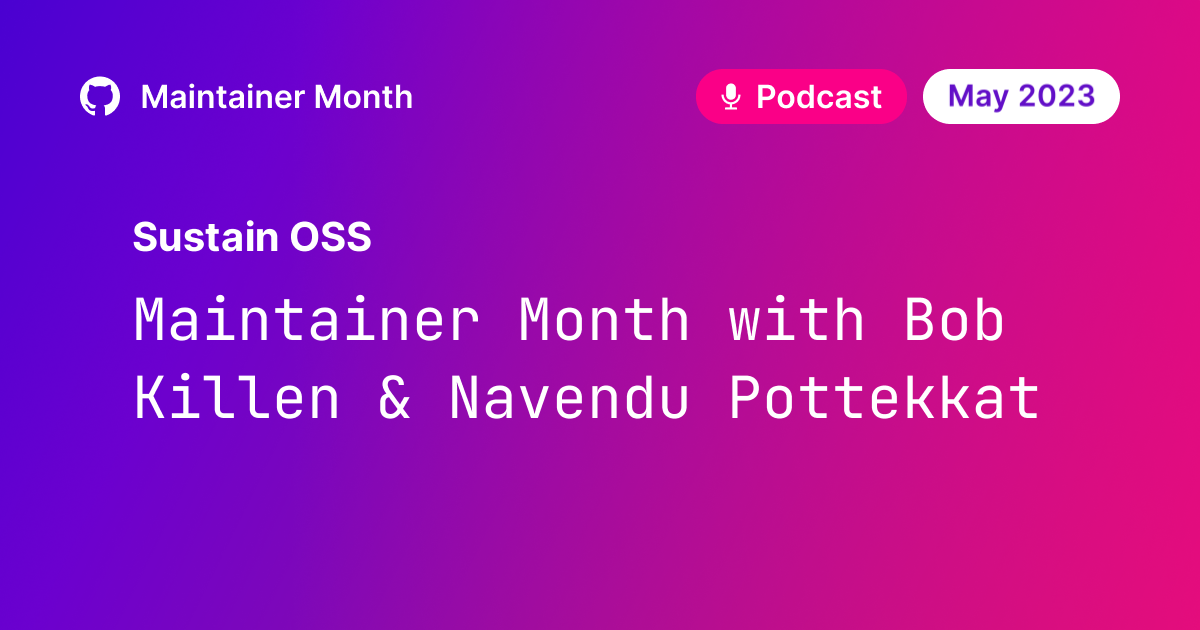 Maintainer Month
Podcast
May 2023
Sustain OSS
Maintainer Month with Bob
Killen & Navendu Pottekkat